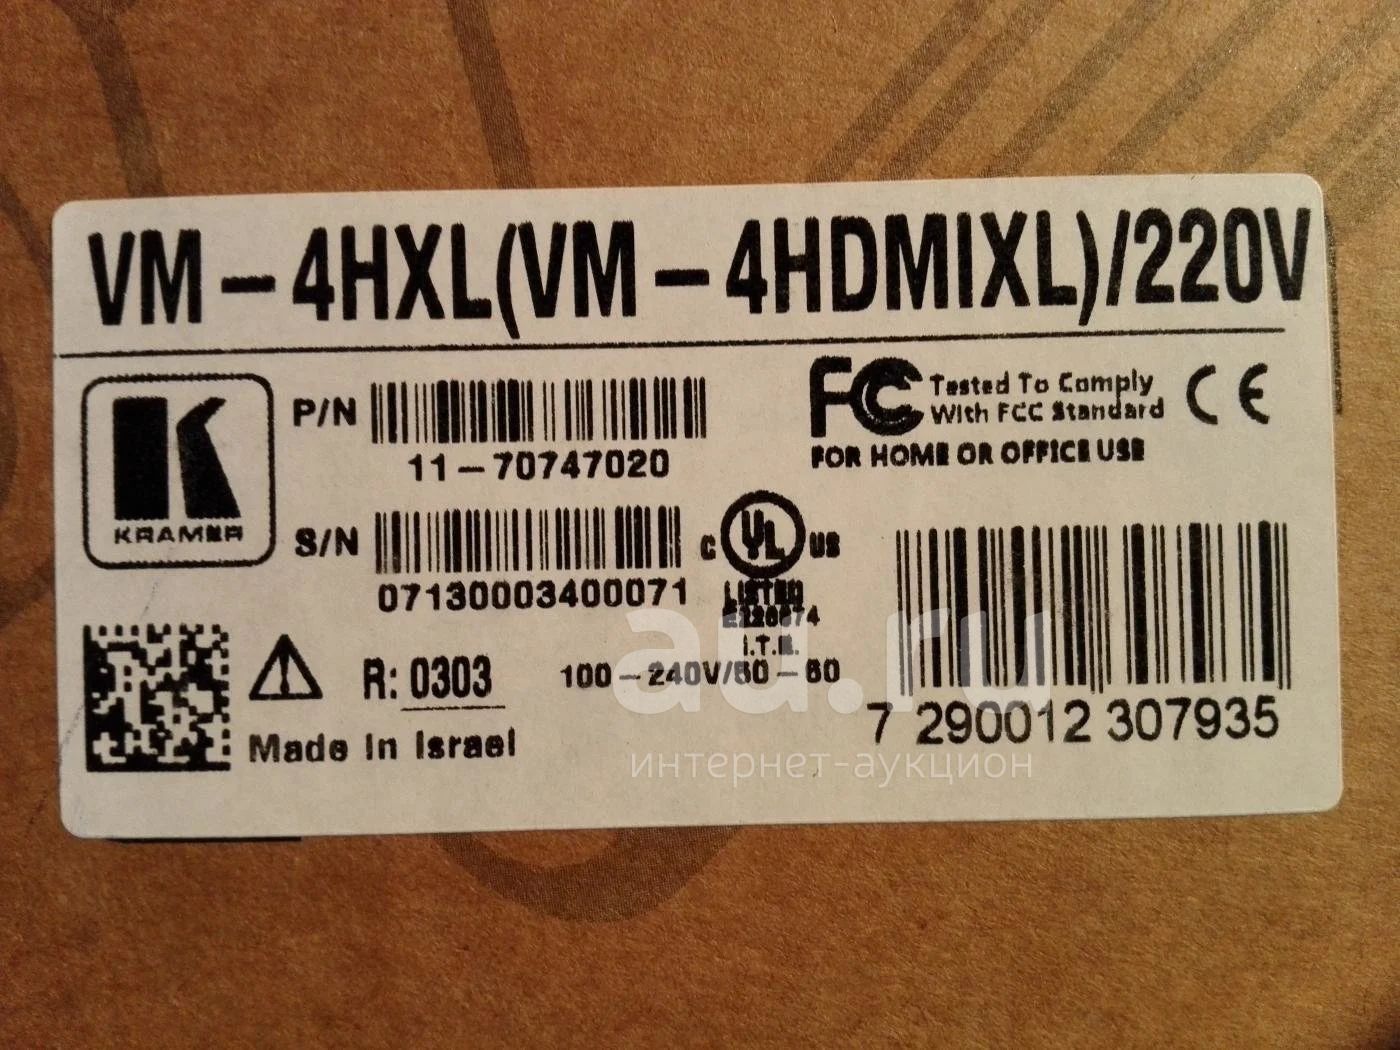 VM-4HXL(VM-4HDMIXL)/220V
KRAMER
P/N
11-70747020
S/N
07130003400071
FC Tested To Comply
With FCC Standard
FOR HOME OR OFFICE USE
CE
C UL US
LISTED
I.T.E.
100-240V/50-60
R: 0303
Made In Israel
7 290012 307935
au.ru
интернет-аукцион